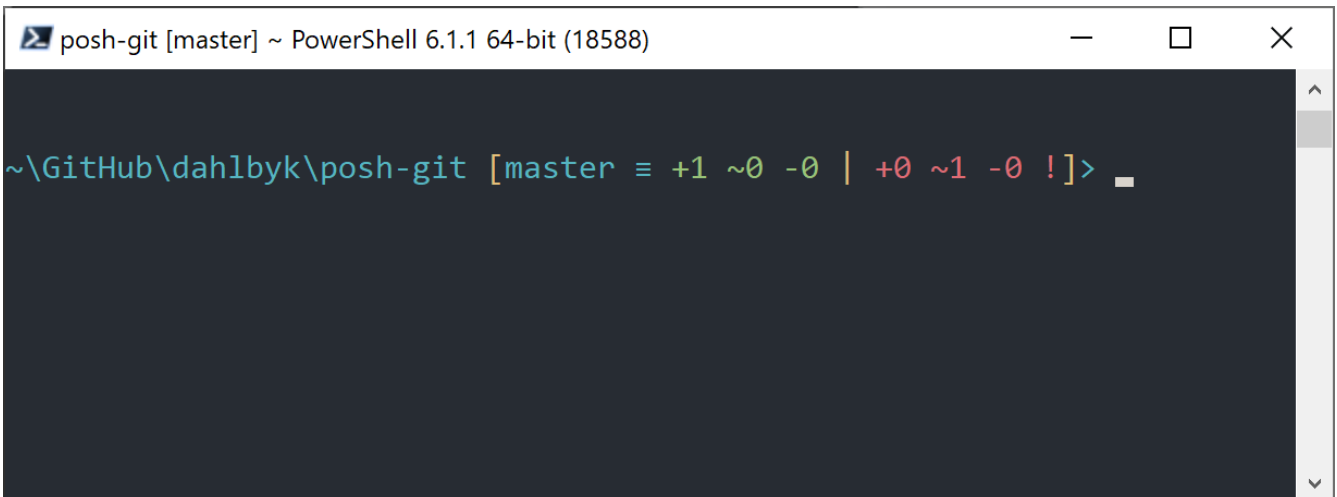 posh-git [master] ~ PowerShell 6.1.1 64-bit (18588)
~\GitHub\dahlbyk\posh-git [master ≡ +1 ~0 -0 | +0 ~1 -0 !]>